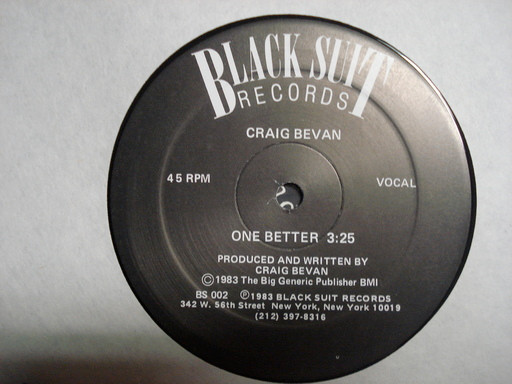 BLACK SUIT
RECORDS
CRAIG BEVAN
45 RPM VOCAL
ONE BETTER 3:25
PRODUCED AND WRITTEN BY
CRAIG BEVAN
©1983 The Big Generic Publisher BMI
BS 002 ℗1983 BLACK SUIT RECORDS
342 W. 56th Street New York, New York 10019
(212) 397-8316